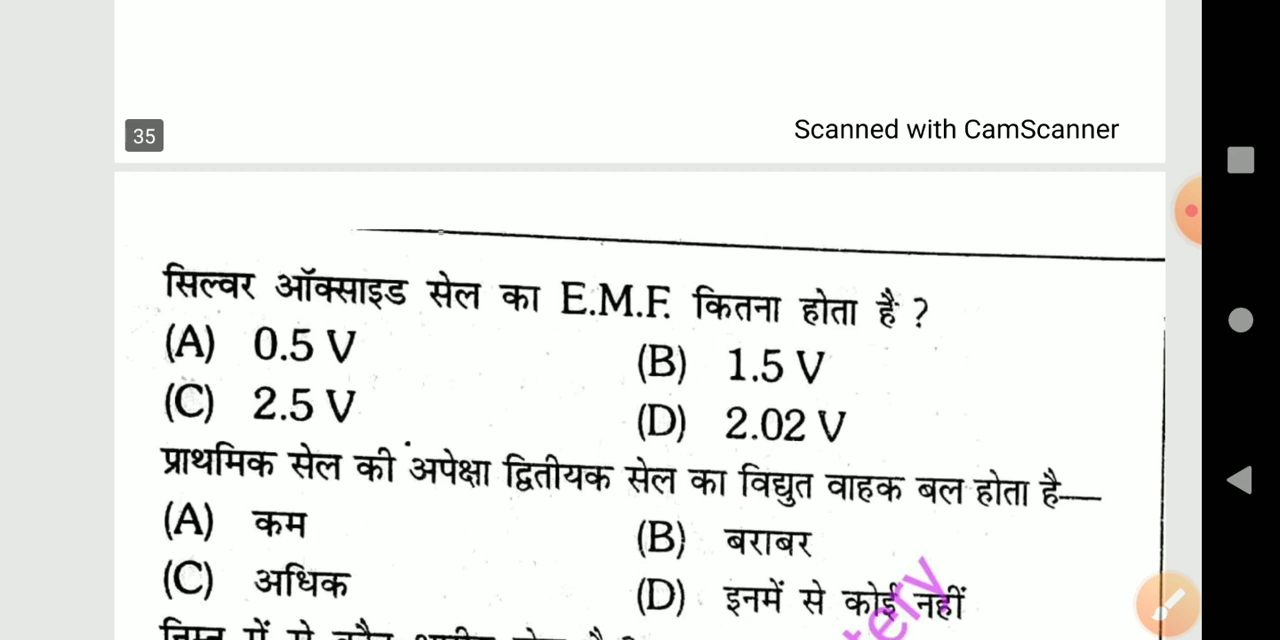 35
Scanned with CamScanner
सिल्वर ऑक्साइड सेल का E.M.F. कितना होता है ?
(A) 0.5 V (B) 1.5 V
(C) 2.5 V (D) 2.02 V
प्राथमिक सेल की अपेक्षा द्वितीयक सेल का विद्युत वाहक बल होता है—
(A) कम (B) बराबर
(C) अधिक (D) इनमें से कोई नहीं